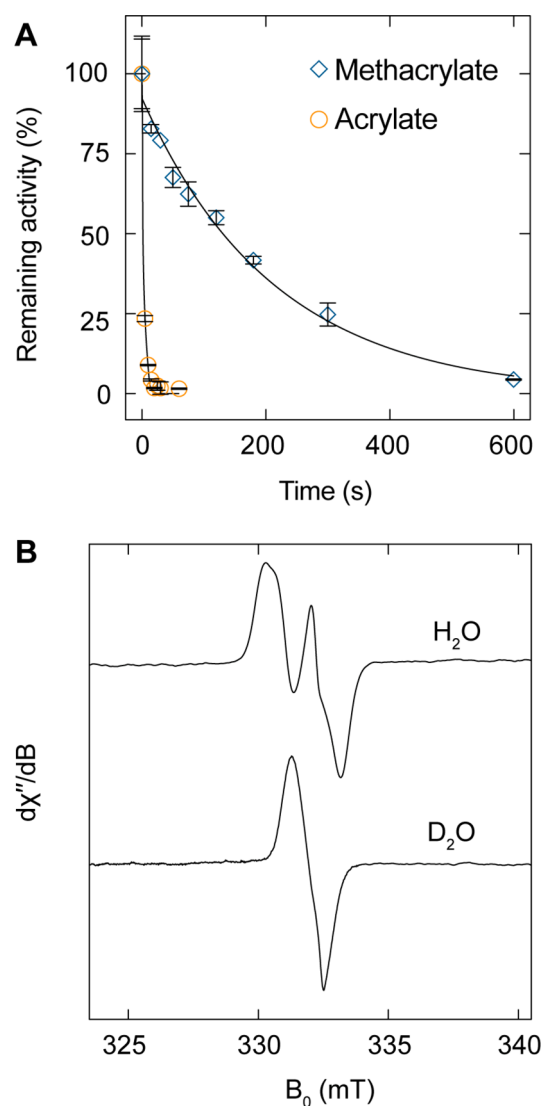 A
Methacrylate
Acrylate
Remaining activity (%)
100
75
50
25
0
0 200 400 600
Time (s)
B
H₂O
D₂O
dχ″/dB
325 330 335 340
B₀ (mT)